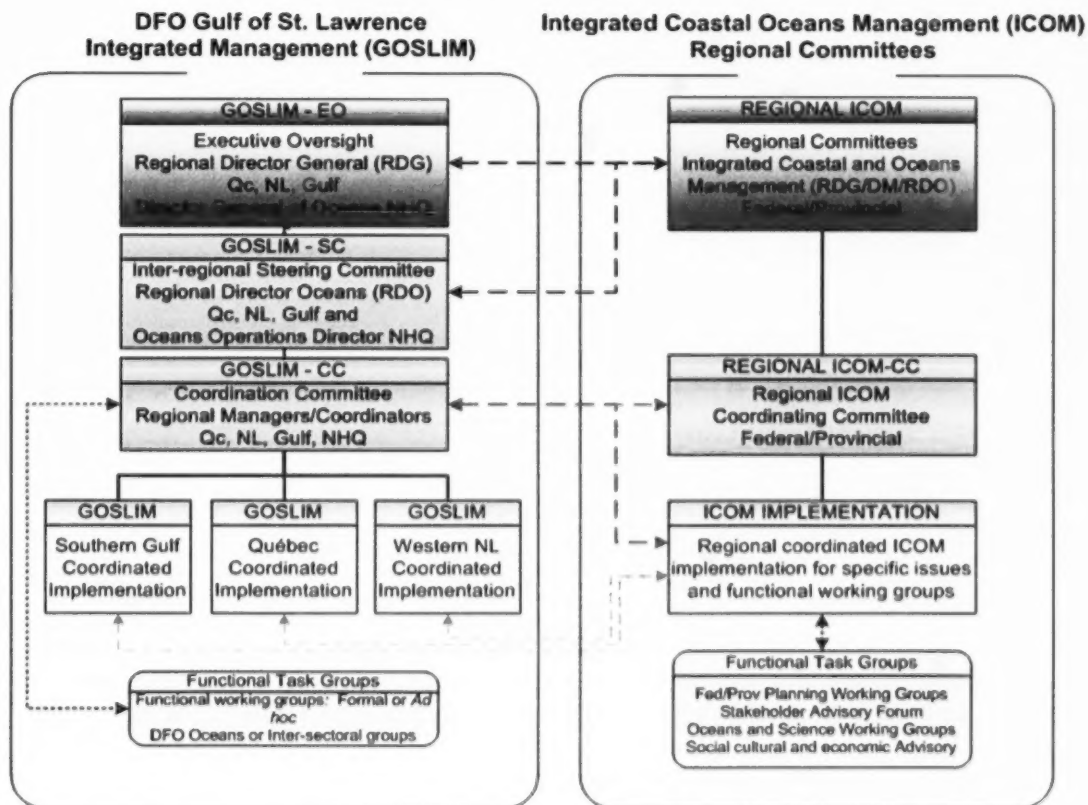 DFO Gulf of St. Lawrence
Integrated Management (GOSLIM)
GOSLIM - EO
Executive Oversight
Regional Director General (RDG)
Qc, NL, Gulf
Director General of Oceans NHQ
GOSLIM - SC
Inter-regional Steering Committee
Regional Director Oceans (RDO)
Qc, NL, Gulf and
Oceans Operations Director NHQ
GOSLIM - CC
Coordination Committee
Regional Managers/Coordinators
Qc, NL, Gulf, NHQ
GOSLIM
Southern Gulf
Coordinated
Implementation
GOSLIM
Québec
Coordinated
Implementation
GOSLIM
Western NL
Coordinated
Implementation
Functional Task Groups
Functional working groups: Formal or Ad
hoc
DFO Oceans or Inter-sectoral groups
Integrated Coastal Oceans Management (ICOM)
Regional Committees
REGIONAL ICOM
Regional Committees
Integrated Coastal and Oceans
Management (RDG/DM/RDO)
Federal/Provincial
REGIONAL ICOM-CC
Regional ICOM
Coordinating Committee
Federal/Provincial
ICOM IMPLEMENTATION
Regional coordinated ICOM
implementation for specific issues
and functional working groups
Functional Task Groups
Fed/Prov Planning Working Groups
Stakeholder Advisory Forum
Oceans and Science Working Groups
Social cultural and economic Advisory